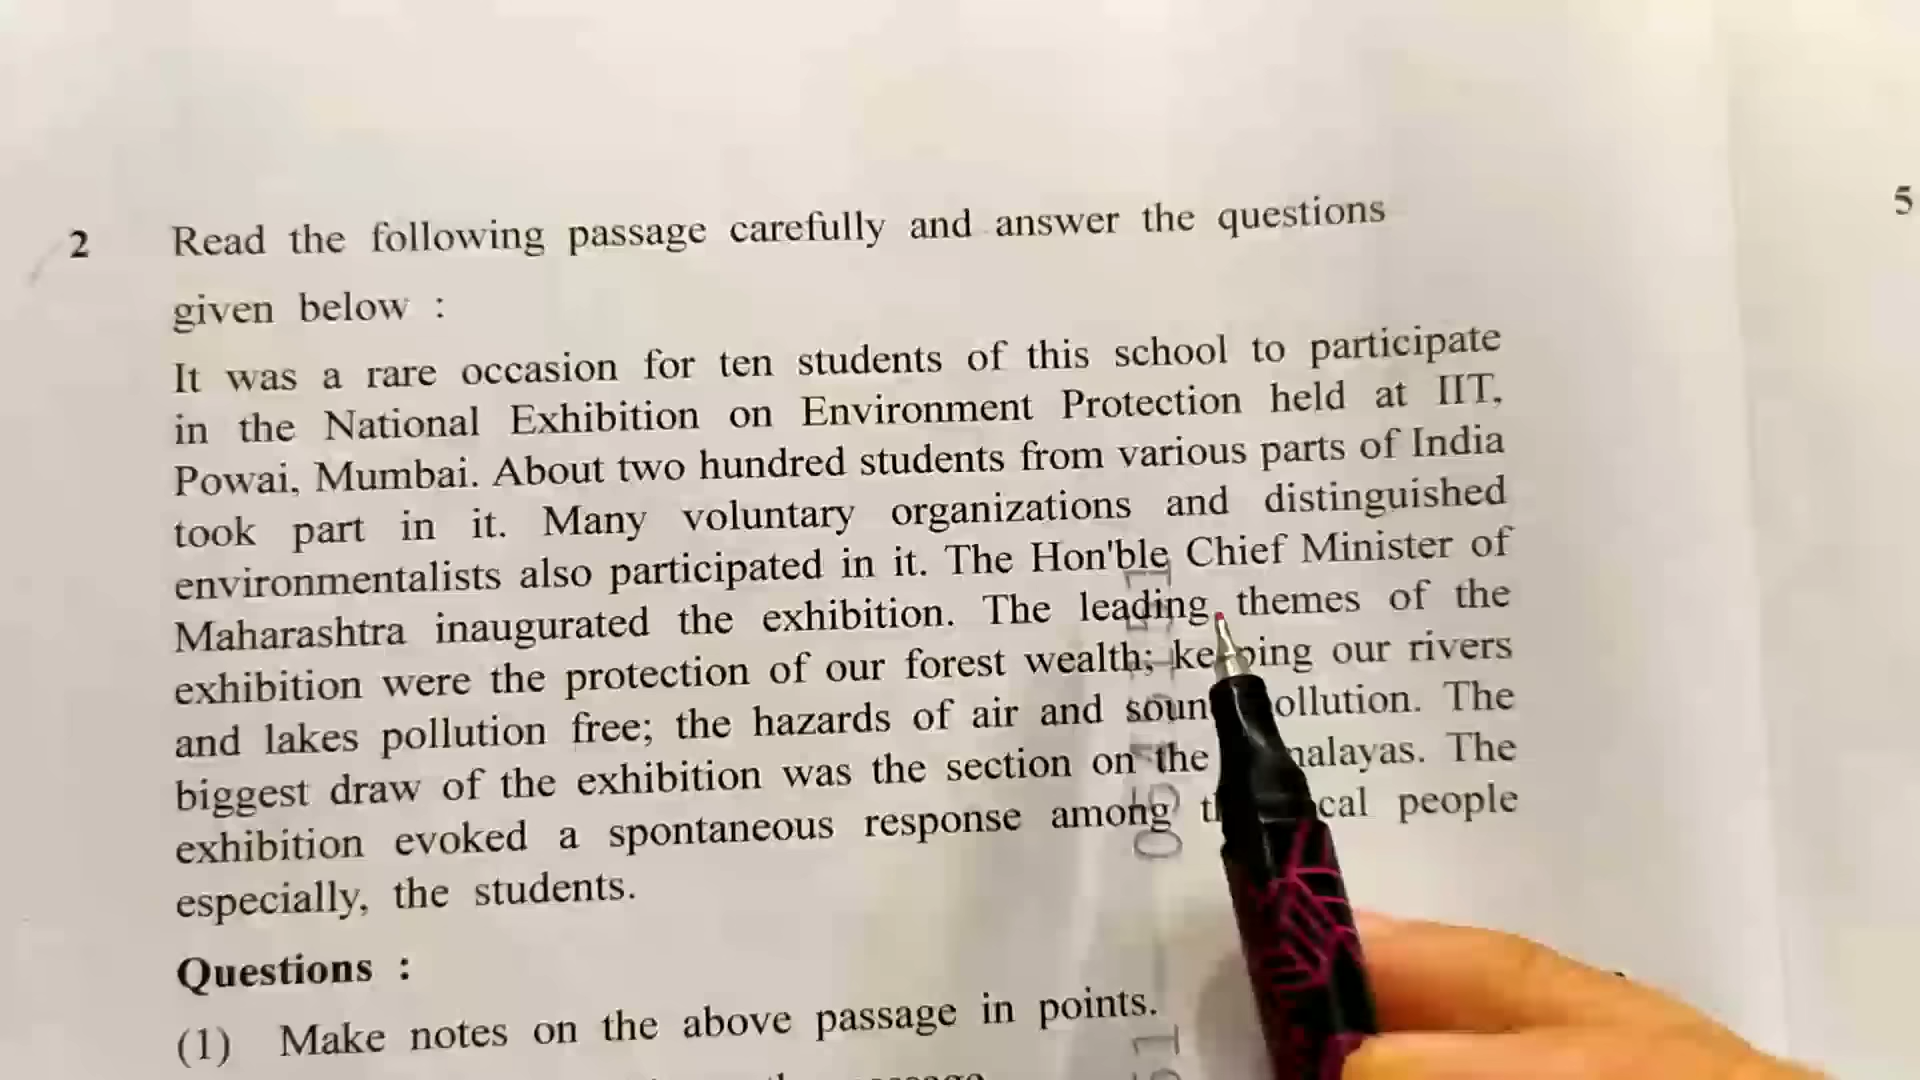 2 Read the following passage carefully and answer the questions 5
given below :
It was a rare occasion for ten students of this school to participate
in the National Exhibition on Environment Protection held at IIT,
Powai, Mumbai. About two hundred students from various parts of India
took part in it. Many voluntary organizations and distinguished
environmentalists also participated in it. The Hon'ble Chief Minister of
Maharashtra inaugurated the exhibition. The leading themes of the
exhibition were the protection of our forest wealth; keeping our rivers
and lakes pollution free; the hazards of air and sound pollution. The
biggest draw of the exhibition was the section on the Himalayas. The
exhibition evoked a spontaneous response among the local people
especially, the students.
Questions :
(1) Make notes on the above passage in points.